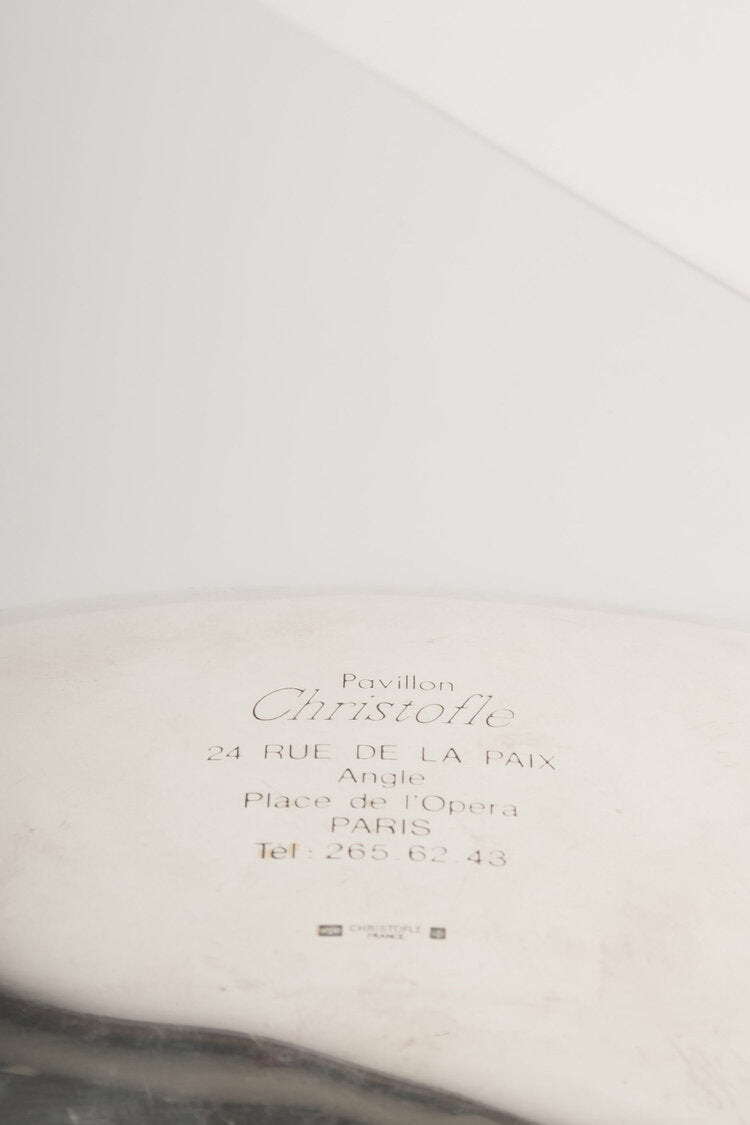 Pavillon
Christofle
24 RUE DE LA PAIX
Angle
Place de l'Opera
PARIS
Tél : 265.62.43
CHRISTOFLE
FRANCE